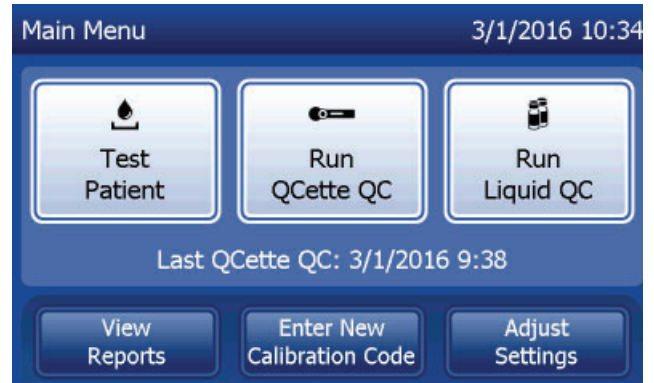 Main Menu 3/1/2016 10:34
Test Patient
Run QCette QC
Run Liquid QC
Last QCette QC: 3/1/2016 9:38
View Reports
Enter New Calibration Code
Adjust Settings